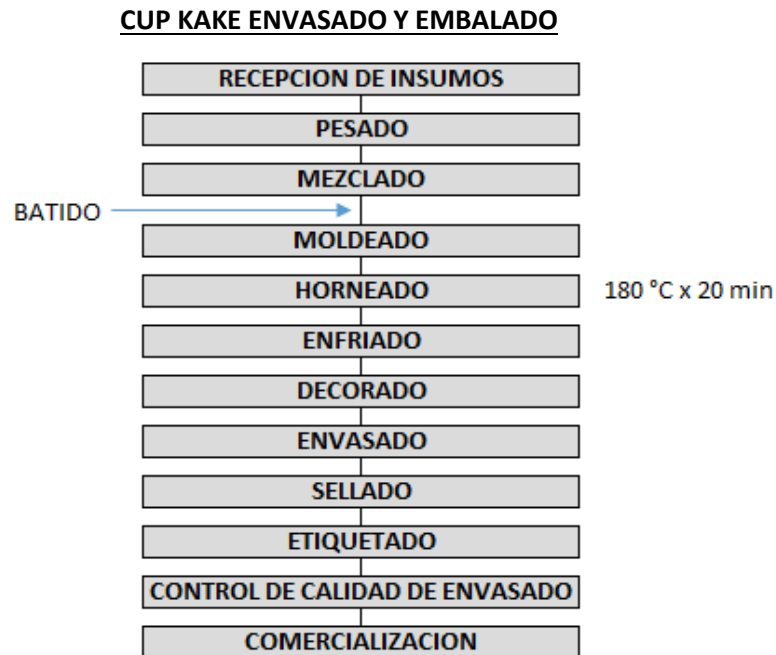 CUP KAKE ENVASADO Y EMBALADO
RECEPCION DE INSUMOS
PESADO
MEZCLADO
BATIDO
MOLDEADO
HORNEADO
180 °C x 20 min
ENFRIADO
DECORADO
ENVASADO
SELLADO
ETIQUETADO
CONTROL DE CALIDAD DE ENVASADO
COMERCIALIZACION